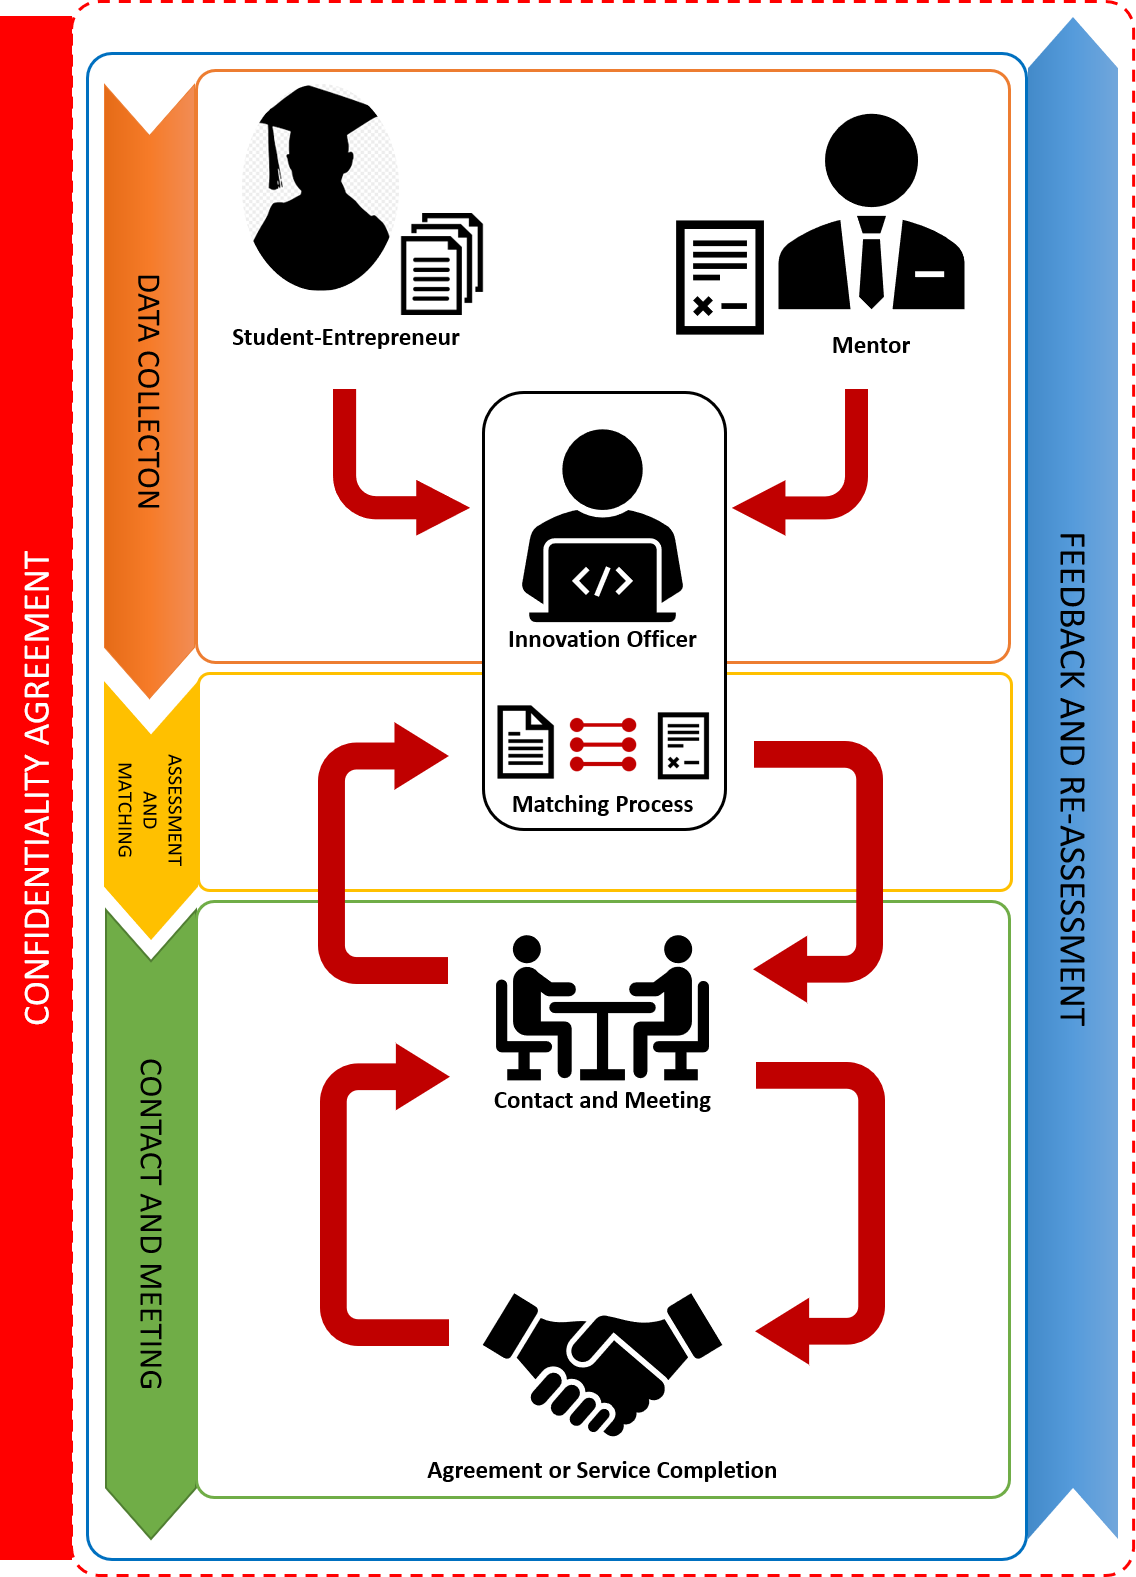 CONFIDENTIALITY AGREEMENT
DATA COLLECTON
Student-Entrepreneur
Mentor
Innovation Officer
ASSESSMENT
AND
MATCHING
Matching Process
CONTACT AND MEETING
Contact and Meeting
Agreement or Service Completion
FEEDBACK AND RE-ASSESSMENT